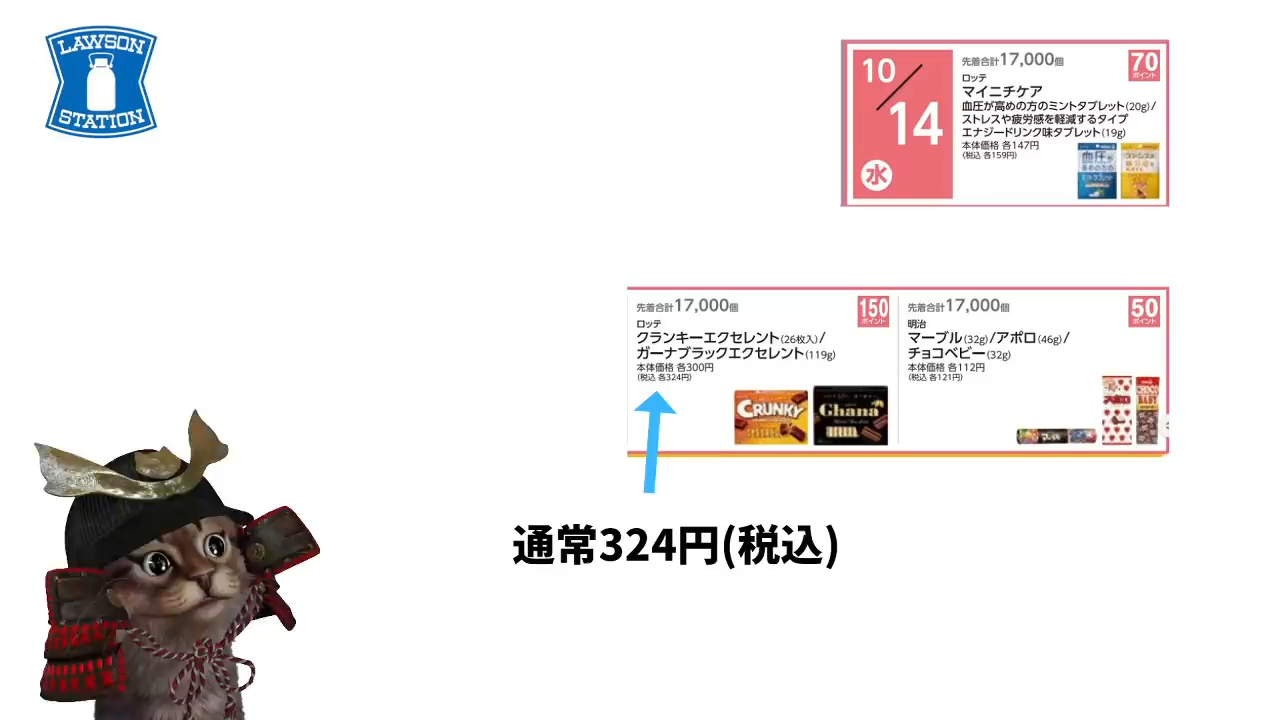 LAWSON
STATION
10/14
水
先着合計17,000個
70
ポイント
ロッテ
マイニチケア
血圧が高めの方のミントタブレット(20g)/
ストレスや疲労感を軽減するタイプ
エナジードリンク味タブレット(19g)
本体価格 各147円
(税込 各159円)
先着合計17,000個
150
ポイント
ロッテ
クランキーエクセレント(26枚入)/
ガーナブラックエクセレント(119g)
本体価格 各300円
(税込 各324円)
CRUNKY
Ghana
先着合計17,000個
50
ポイント
明治
マーブル(32g)/アポロ(46g)/
チョコベビー(32g)
本体価格 各112円
(税込 各121円)
アポロ
BABY
通常324円(税込)